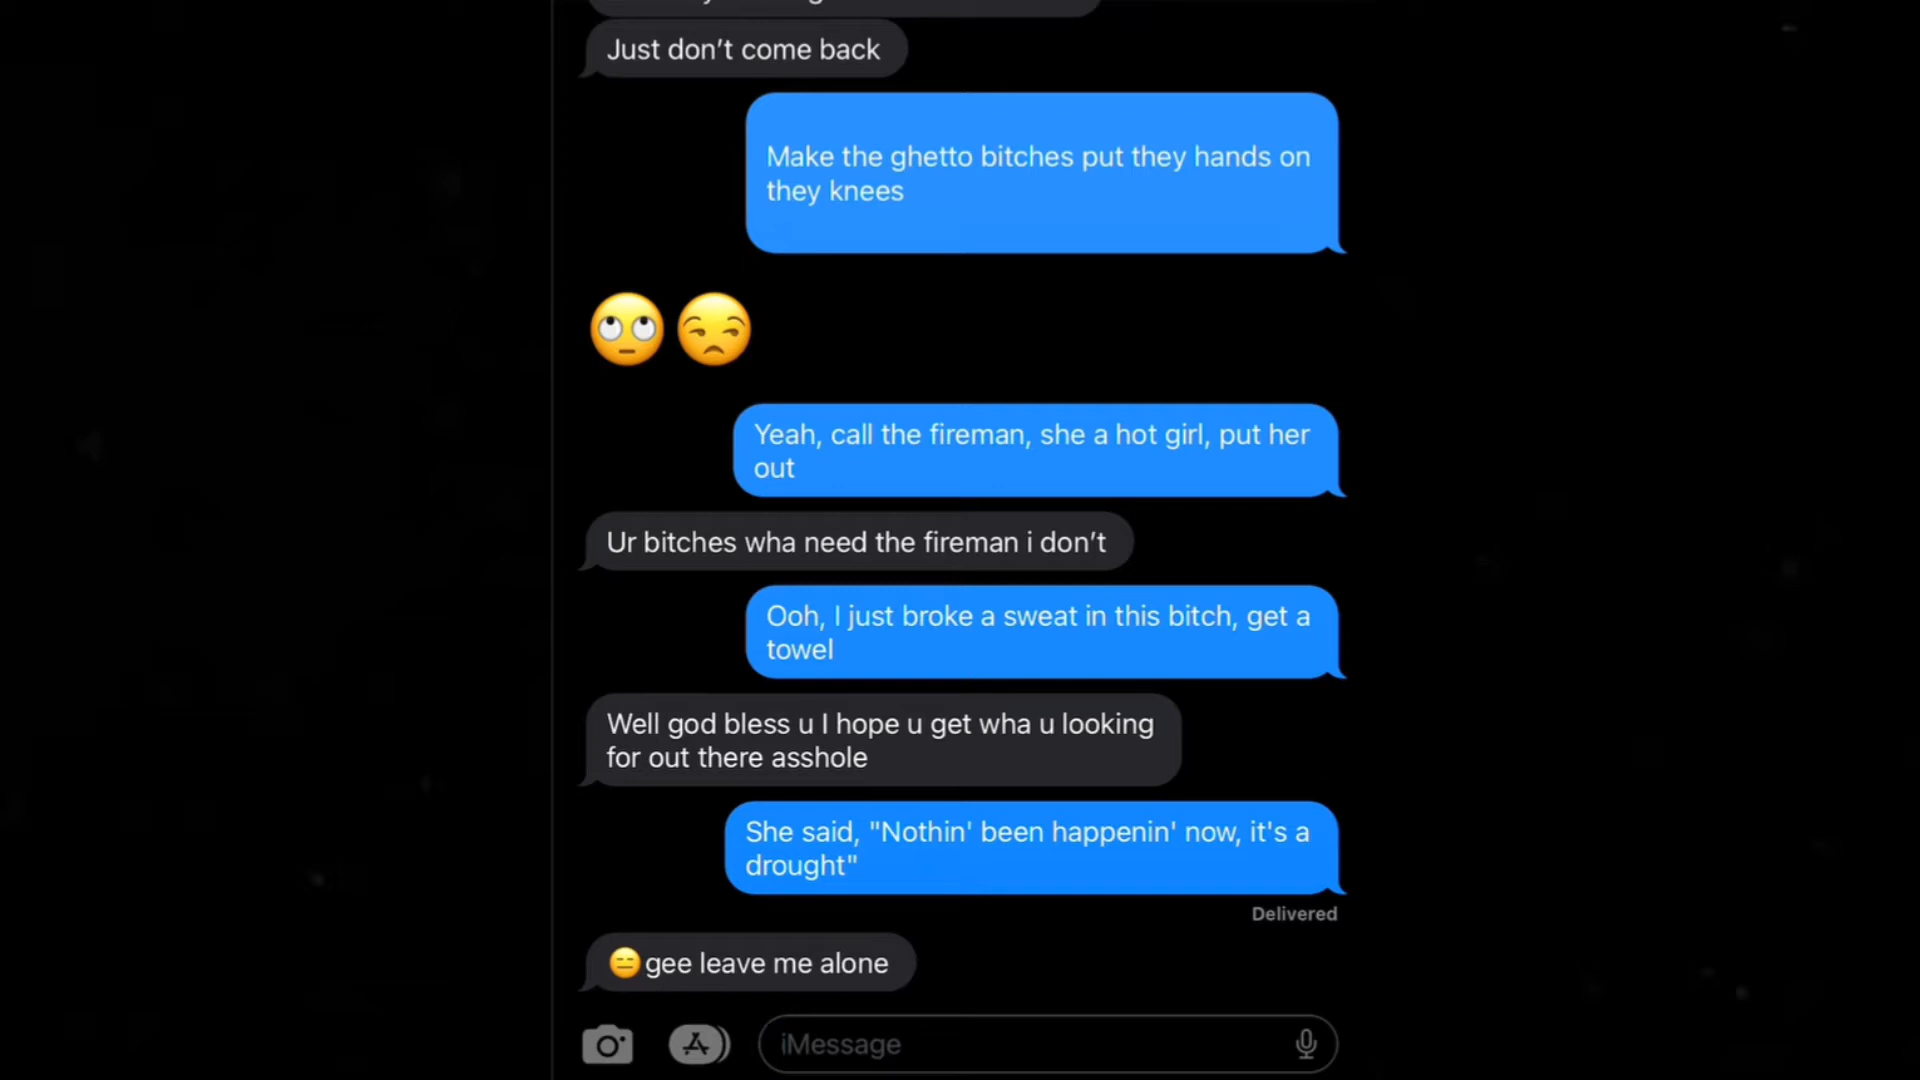 Just don’t come back
Make the ghetto bitches put they hands on
they knees
Yeah, call the fireman, she a hot girl, put her
out
Ur bitches wha need the fireman i don’t
Ooh, I just broke a sweat in this bitch, get a
towel
Well god bless u I hope u get wha u looking
for out there asshole
She said, "Nothin' been happenin' now, it's a
drought"
Delivered
😑gee leave me alone
iMessage